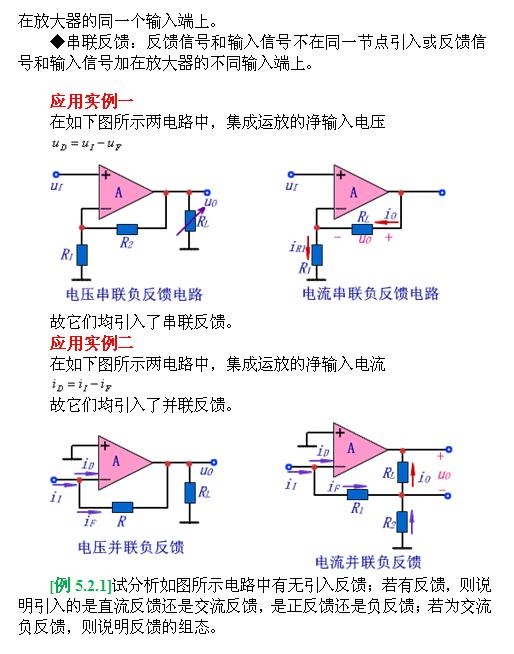 在放大器的同一个输入端上。
◆串联反馈：反馈信号和输入信号不在同一节点引入或反馈信
号和输入信号加在放大器的不同输入端上。
应用实例一
在如下图所示两电路中，集成运放的净输入电压
u_D = u_I - u_F
u_I
+
A
-
u_O
R_2
R_L
R_1
u_I
+
A
-
R_L
i_O
-
u_O
+
i_R1
R_1
电压串联负反馈电路
电流串联负反馈电路
故它们均引入了串联反馈。
应用实例二
在如下图所示两电路中，集成运放的净输入电流
i_D = i_I - i_F
故它们均引入了并联反馈。
+
A
i_D
-
u_O
i_I
R_L
i_F
R
+
A
i_D
-
+
i_I
R_L
i_O
u_O
i_F
-
R_1
R_2
电压并联负反馈
电流并联负反馈
[例 5.2.1]试分析如图所示电路中有无引入反馈；若有反馈，则说
明引入的是直流反馈还是交流反馈，是正反馈还是负反馈；若为交流
负反馈，则说明反馈的组态。